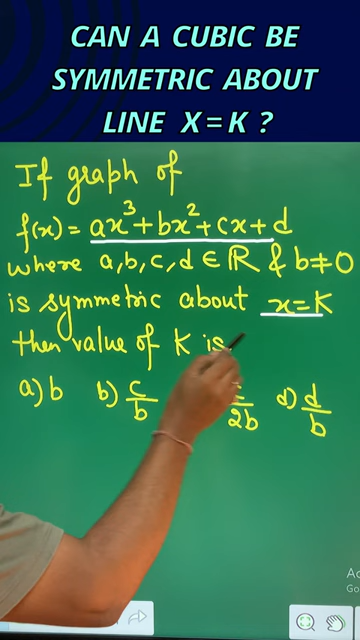 CAN A CUBIC BE
SYMMETRIC ABOUT
LINE X = K ?
If graph of
f(x) = ax³+bx²+cx+d
where a,b,c,d ∈ ℝ & b≠0
is symmetric about x=K
then value of K is
a) b b) c/b /2b d) d/b